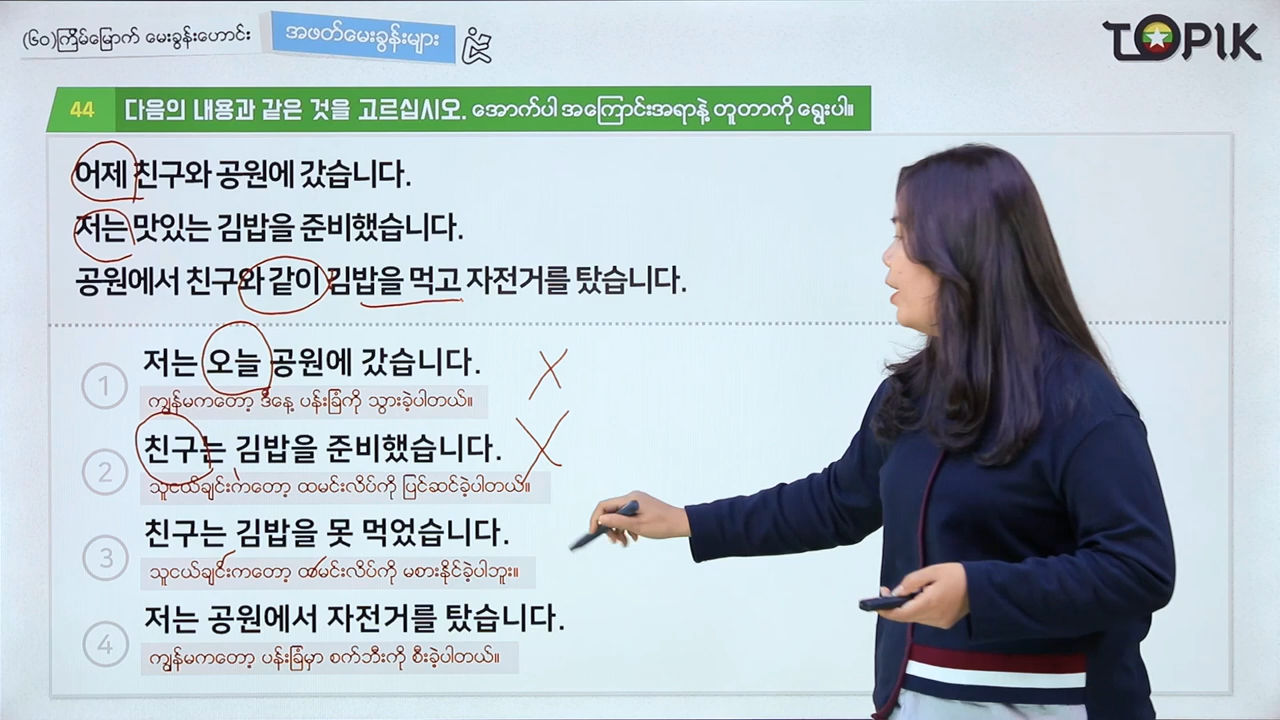 (၆၀)ကြိမ်မြောက် မေးခွန်းဟောင်း
အဖတ်မေးခွန်းများ
TOPIK
44 다음의 내용과 같은 것을 고르십시오. အောက်ပါ အကြောင်းအရာနဲ့ တူတာကို ရွေးပါ။
어제 친구와 공원에 갔습니다.
저는 맛있는 김밥을 준비했습니다.
공원에서 친구와 같이 김밥을 먹고 자전거를 탔습니다.
1 저는 오늘 공원에 갔습니다.
ကျွန်မကတော့ ဒီနေ့ ပန်းခြံကို သွားခဲ့ပါတယ်။
2 친구는 김밥을 준비했습니다.
သူငယ်ချင်းကတော့ ထမင်းလိပ်ကို ပြင်ဆင်ခဲ့ပါတယ်။
3 친구는 김밥을 못 먹었습니다.
သူငယ်ချင်းကတော့ ထမင်းလိပ်ကို မစားနိုင်ခဲ့ပါဘူး။
4 저는 공원에서 자전거를 탔습니다.
ကျွန်မကတော့ ပန်းခြံမှာ စက်ဘီးကို စီးခဲ့ပါတယ်။